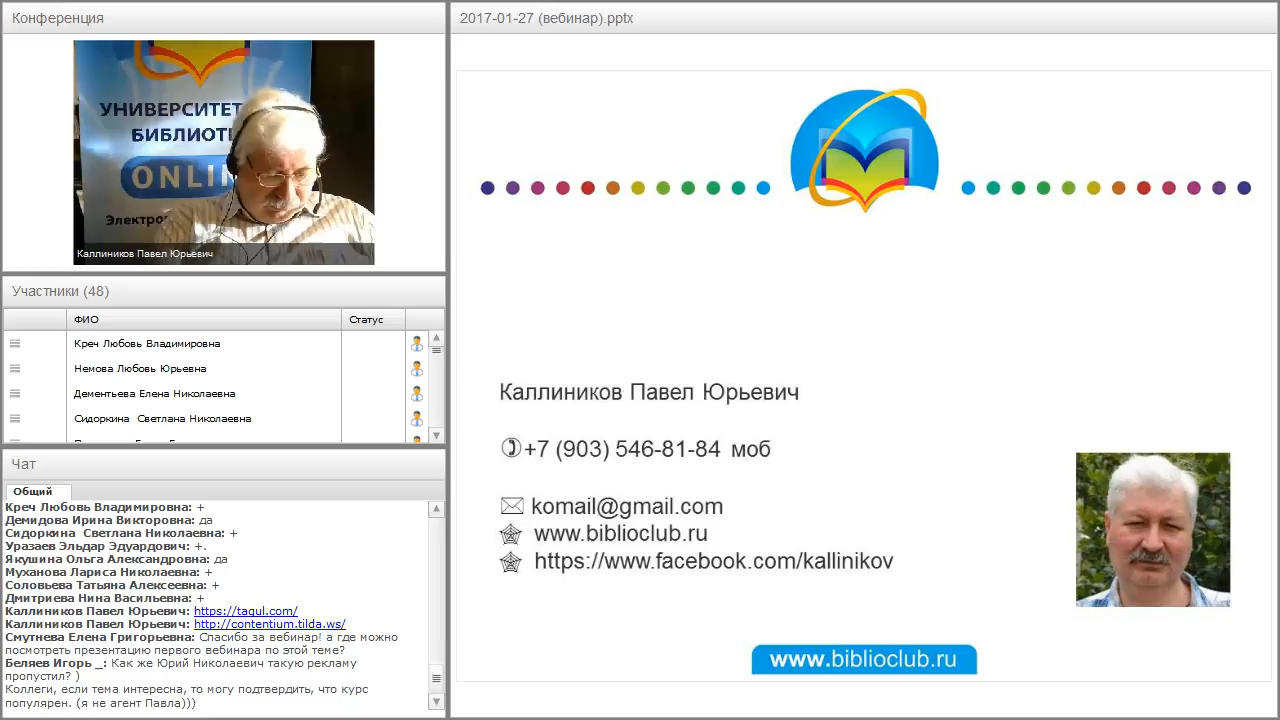 Конференция
УНИВЕРСИТЕТ
БИБЛИОТ
ONLIN
Электро
Каллиников Павел Юрьевич
Участники (48)
ФИО Статус
Креч Любовь Владимировна
Немова Любовь Юрьевна
Дементьева Елена Николаевна
Сидоркина Светлана Николаевна
Чат
Общий
Креч Любовь Владимировна: +
Демидова Ирина Викторовна: да
Сидоркина Светлана Николаевна: +
Уразаев Эльдар Эдуардович: +.
Якушина Ольга Александровна: да
Муханова Лариса Николаевна: +
Соловьева Татьяна Алексеевна: +
Дмитриева Нина Васильевна: +
Каллиников Павел Юрьевич: https://tagul.com/
Каллиников Павел Юрьевич: http://contentium.tilda.ws/
Смутнева Елена Григорьевна: Спасибо за вебинар! а где можно
посмотреть презентацию первого вебинара по этой теме?
Беляев Игорь _: Как же Юрий Николаевич такую рекламу
пропустил? )
Коллеги, если тема интересна, то могу подтвердить, что курс
популярен. (я не агент Павла)))
2017-01-27 (вебинар).pptx
Каллиников Павел Юрьевич
+7 (903) 546-81-84 моб
komail@gmail.com
www.biblioclub.ru
https://www.facebook.com/kallinikov
www.biblioclub.ru